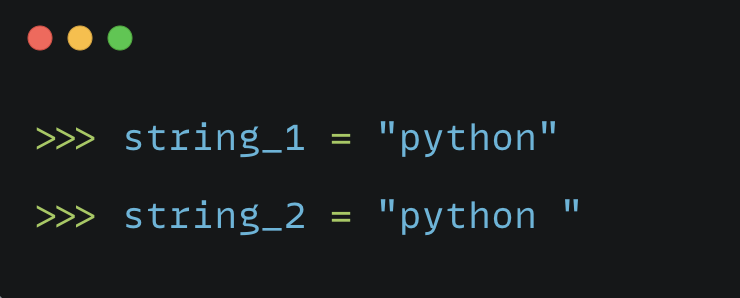 >>> string_1 = "python"
>>> string_2 = "python "